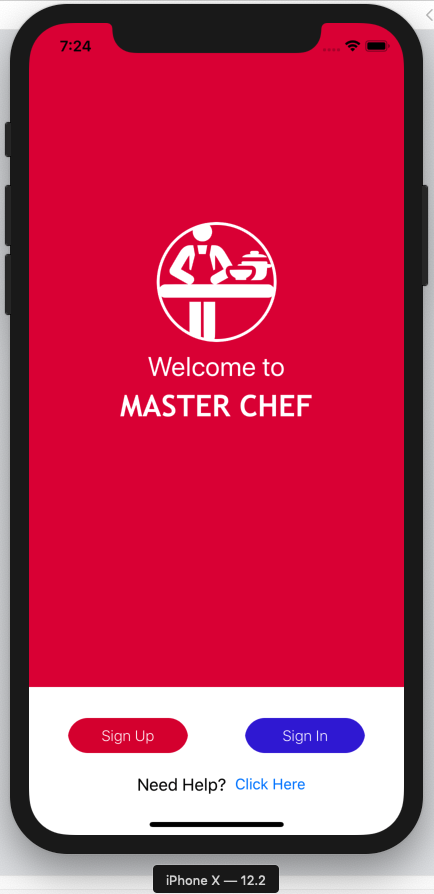 7:24
Welcome to
MASTER CHEF
Sign Up Sign In
Need Help? Click Here
iPhone X — 12.2